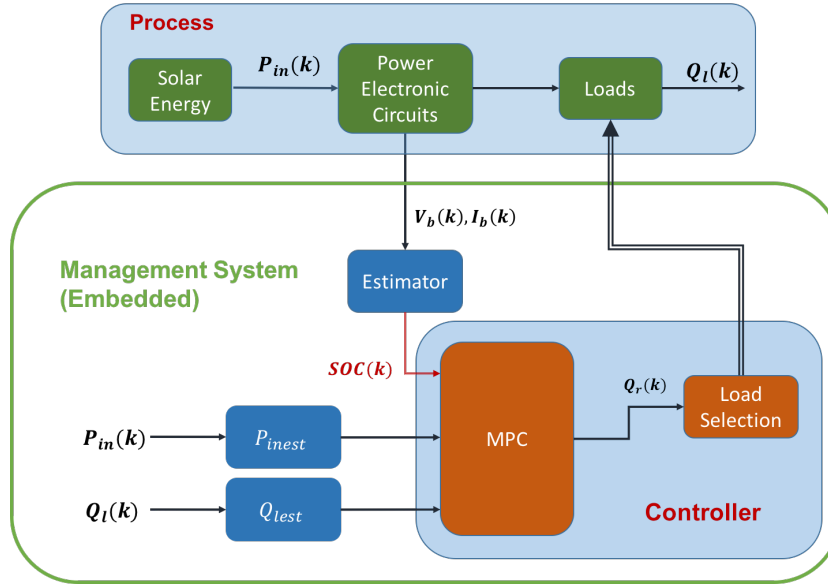 Process
Solar
Energy
P_in(k)
Power
Electronic
Circuits
Loads
Q_l(k)
V_b(k), I_b(k)
Management System
(Embedded)
Estimator
SOC(k)
Q_r(k)
Load
Selection
MPC
P_in(k)
P_inest
Q_l(k)
Q_lest
Controller